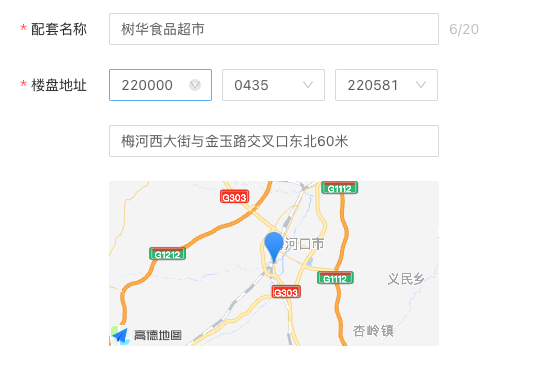 * 配套名称 树华食品超市 6/20
* 楼盘地址 220000 0435 220581
梅河西大街与金玉路交叉口东北60米
G1112
G303
河口市
G1212
G1112
义民乡
G303
杏岭镇
高德地图